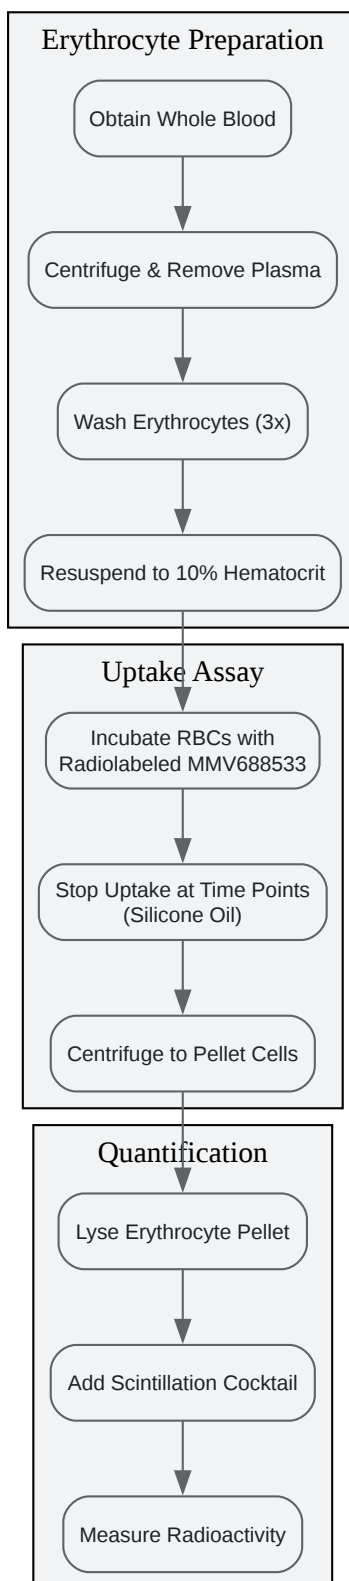 Erythrocyte Preparation
Obtain Whole Blood
Centrifuge & Remove Plasma
Wash Erythrocytes (3x)
Resuspend to 10% Hematocrit
Uptake Assay
Incubate RBCs with
Radiolabeled MMV688533
Stop Uptake at Time Points
(Silicone Oil)
Centrifuge to Pellet Cells
Quantification
Lyse Erythrocyte Pellet
Add Scintillation Cocktail
Measure Radioactivity